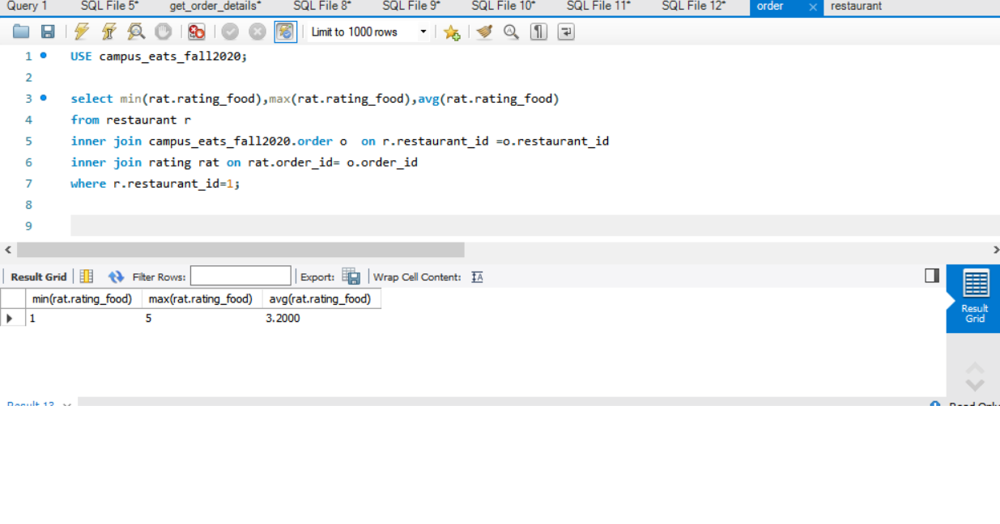 Query 1 SQL File 5* get_order_details* SQL File 8* SQL File 9* SQL File 10* SQL File 11* SQL File 12* order restaurant
Limit to 1000 rows
1 USE campus_eats_fall2020;
2
3 select min(rat.rating_food),max(rat.rating_food),avg(rat.rating_food)
4 from restaurant r
5 inner join campus_eats_fall2020.order o  on r.restaurant_id =o.restaurant_id
6 inner join rating rat on rat.order_id= o.order_id
7 where r.restaurant_id=1;
8
9
Result Grid Filter Rows: Export: Wrap Cell Content:
min(rat.rating_food) max(rat.rating_food) avg(rat.rating_food)
1 5 3.2000
Result
Grid
Result 13 Read Only